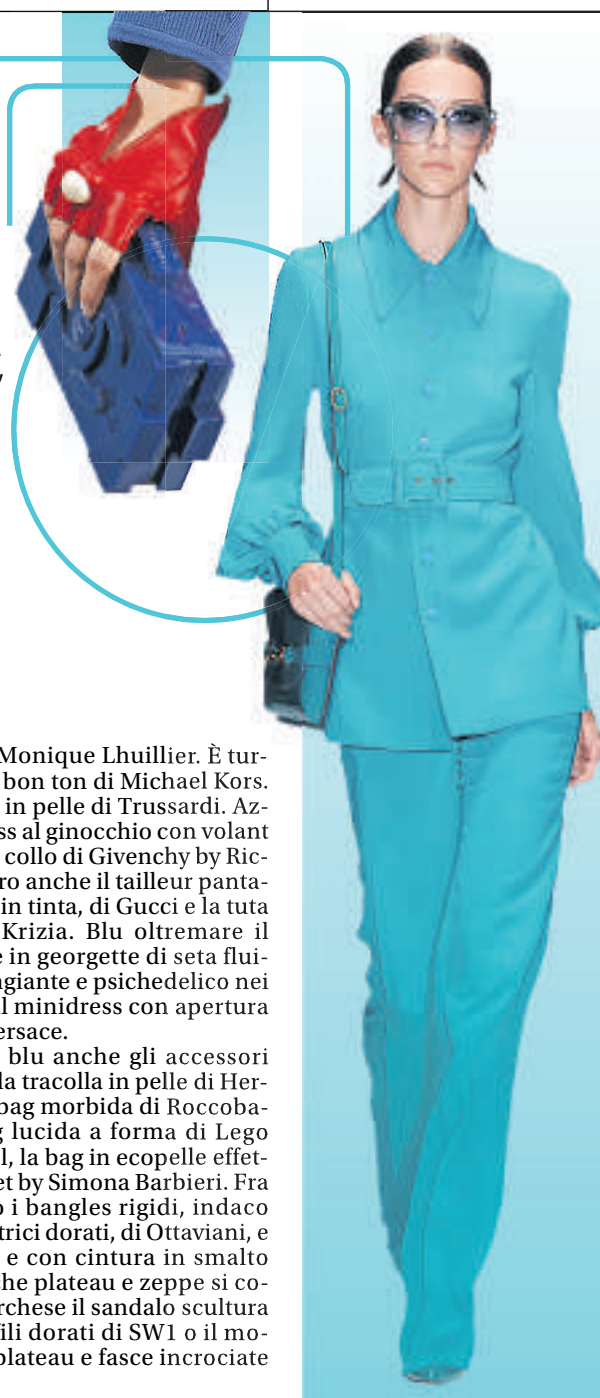 Monique Lhuillier. È tur-
bon ton di Michael Kors.
in pelle di Trussardi. Az-
ss al ginocchio con volant
collo di Givenchy by Ric-
ro anche il tailleur panta-
in tinta, di Gucci e la tuta
Krizia. Blu oltremare il
e in georgette di seta flui-
ngiante e psichedelico nei
l minidress con apertura
ersace.
blu anche gli accessori
la tracolla in pelle di Her-
bag morbida di Roccoba-
g lucida a forma di Lego
l, la bag in ecopelle effet-
et by Simona Barbieri. Fra
o i bangles rigidi, indaco
trici dorati, di Ottaviani, e
e con cintura in smalto
che plateau e zeppe si co-
rchese il sandalo scultura
fili dorati di SW1 o il mo-
plateau e fasce incrociate